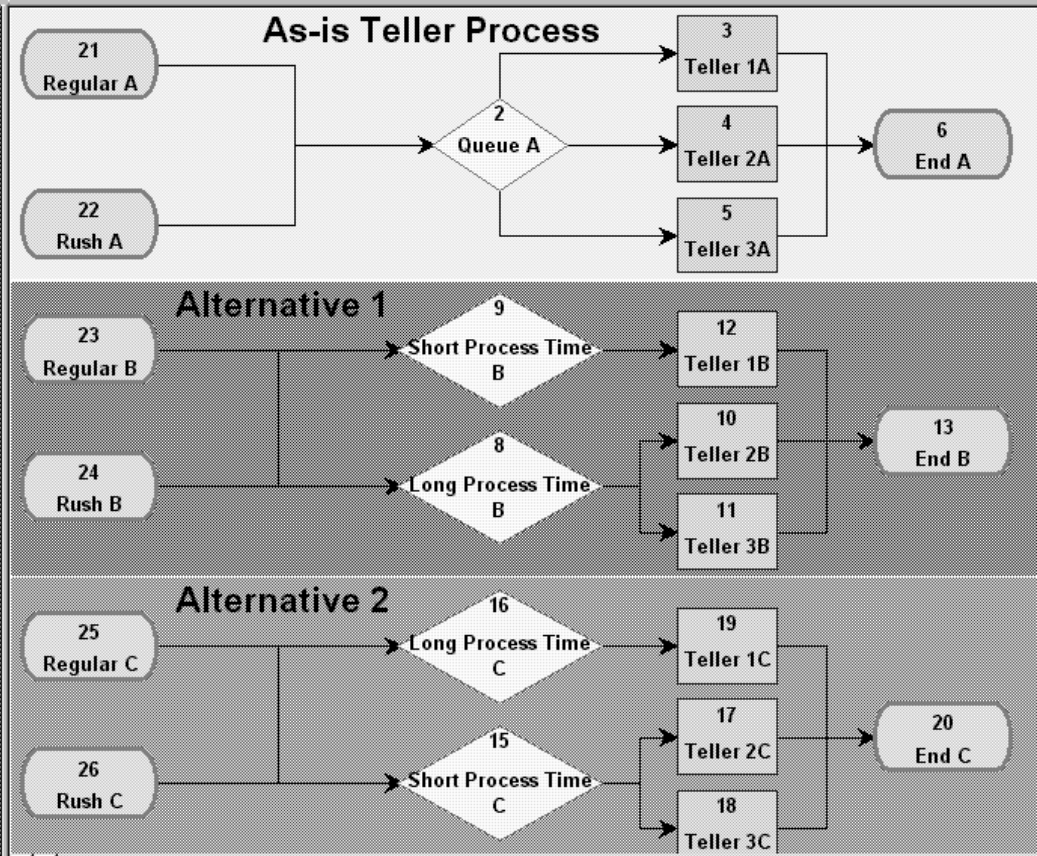 As-is Teller Process
21
Regular A
22
Rush A
2
Queue A
3
Teller 1A
4
Teller 2A
5
Teller 3A
6
End A
Alternative 1
23
Regular B
24
Rush B
9
Short Process Time
B
8
Long Process Time
B
12
Teller 1B
10
Teller 2B
11
Teller 3B
13
End B
Alternative 2
25
Regular C
26
Rush C
16
Long Process Time
C
15
Short Process Time
C
19
Teller 1C
17
Teller 2C
18
Teller 3C
20
End C